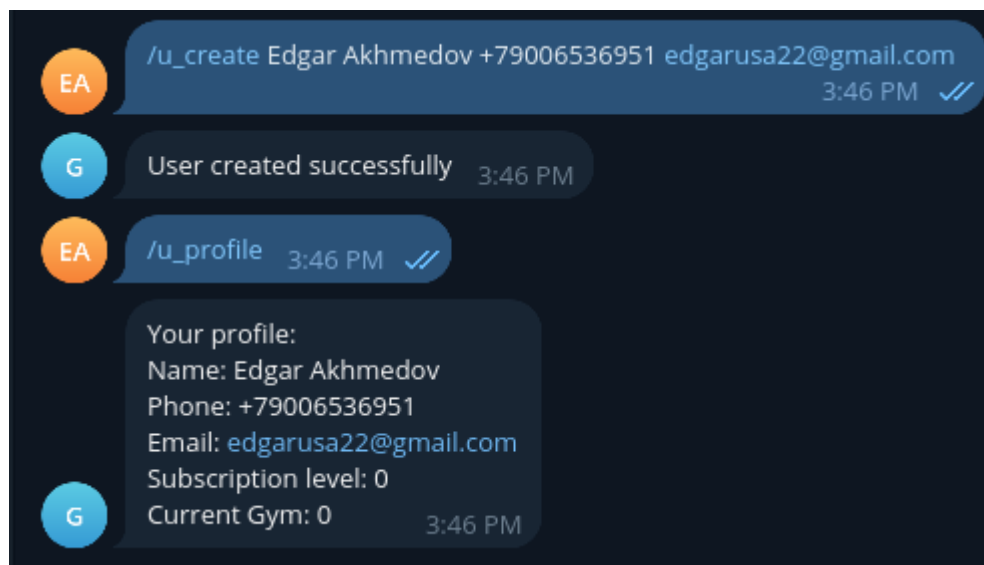 EA
/u_create Edgar Akhmedov +79006536951 edgarusa22@gmail.com
3:46 PM
G
User created successfully 3:46 PM
EA
/u_profile 3:46 PM
Your profile:
Name: Edgar Akhmedov
Phone: +79006536951
Email: edgarusa22@gmail.com
Subscription level: 0
G
Current Gym: 0 3:46 PM